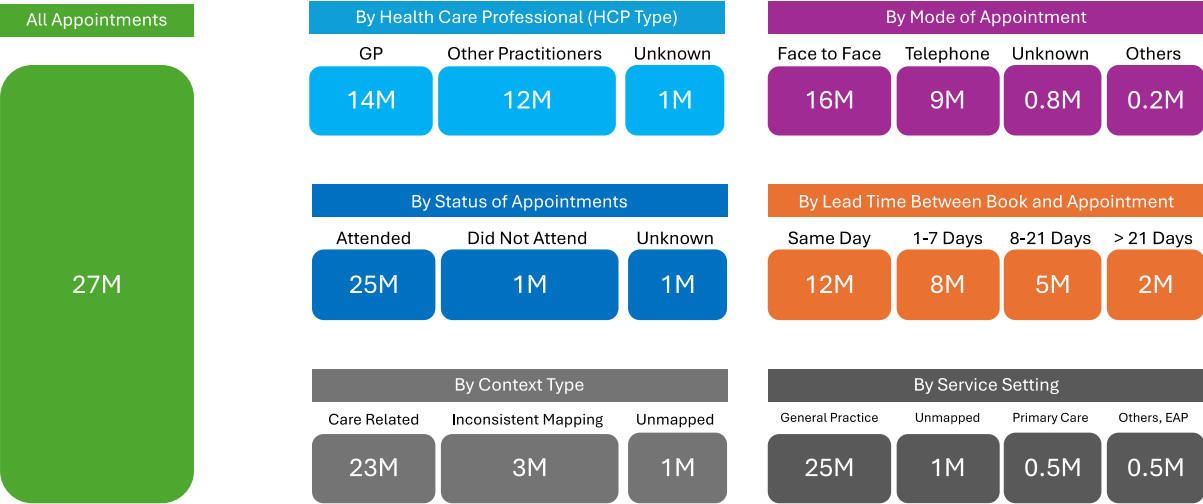 All Appointments
27M
By Health Care Professional (HCP Type)
GP Other Practitioners Unknown
14M 12M 1M
By Mode of Appointment
Face to Face Telephone Unknown Others
16M 9M 0.8M 0.2M
By Status of Appointments
Attended Did Not Attend Unknown
25M 1M 1M
By Lead Time Between Book and Appointment
Same Day 1-7 Days 8-21 Days > 21 Days
12M 8M 5M 2M
By Context Type
Care Related Inconsistent Mapping Unmapped
23M 3M 1M
By Service Setting
General Practice Unmapped Primary Care Others, EAP
25M 1M 0.5M 0.5M